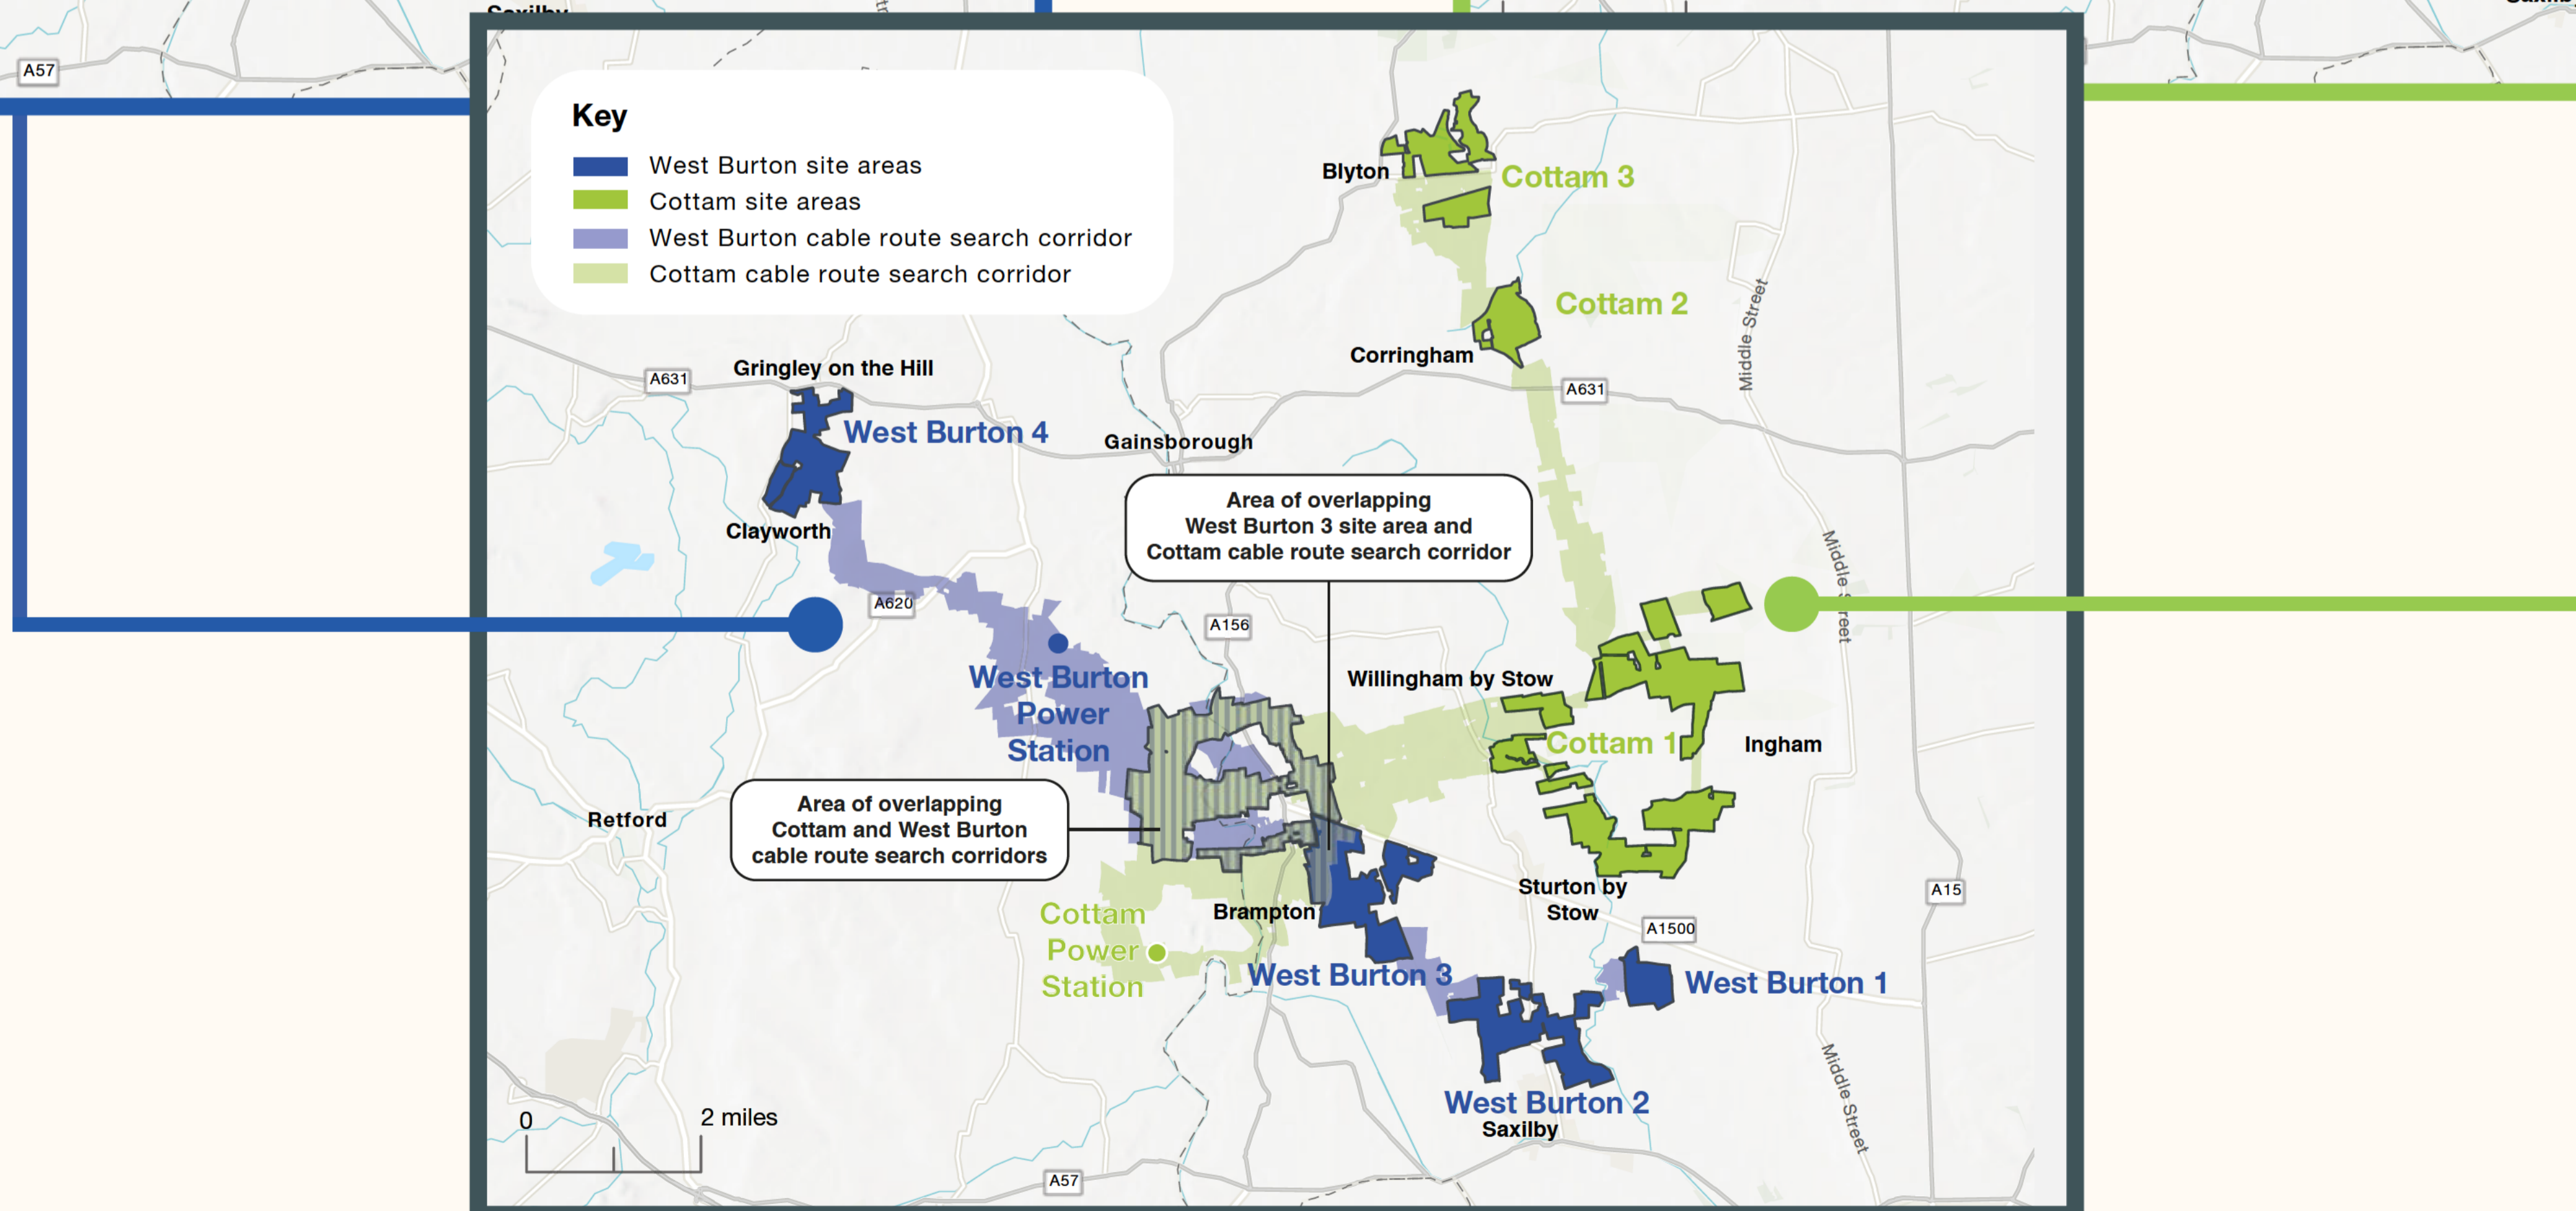 Saxilby
A57
Key
West Burton site areas
Cottam site areas
West Burton cable route search corridor
Cottam cable route search corridor
Blyton
Cottam 3
Cottam 2
Middle Street
Corringham
A631
Gringley on the Hill
A631
West Burton 4
Gainsborough
Clayworth
Area of overlapping
West Burton 3 site area and
Cottam cable route search corridor
Middle Street
A620
A156
West Burton
Power
Station
Willingham by Stow
Cottam 1
Ingham
Area of overlapping
Cottam and West Burton
cable route search corridors
Retford
Sturton by
Stow
A15
Cottam
Power
Station
Brampton
A1500
West Burton 3
West Burton 1
Middle Street
West Burton 2
Saxilby
0
2 miles
A57